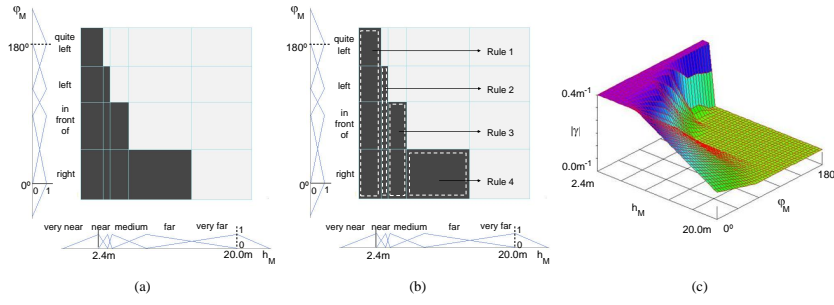 φM
180º
quite
left
left
in
front
of
right
0º
0 1
very near near medium far very far
1
0
2.4m 20.0m hM
(a)
φM
180º
quite
left
left
in
front
of
right
0º
0 1
Rule 1
Rule 2
Rule 3
Rule 4
very near near medium far very far
1
0
2.4m 20.0m hM
(b)
0.4m-1
|γ|
0.0m-1
2.4m
hM
20.0m
0º
φM
180
(c)